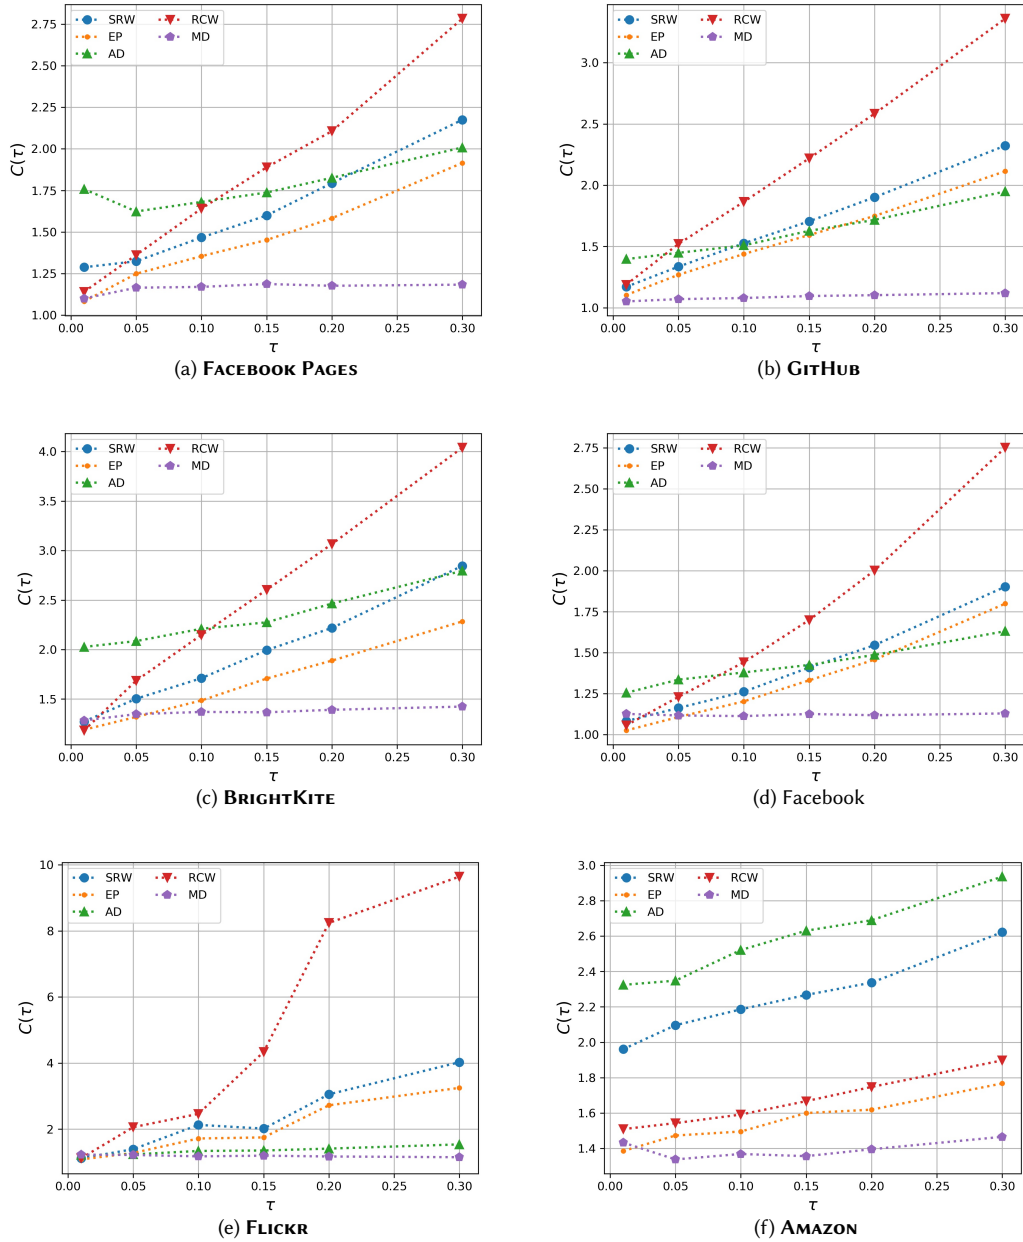 SRW RCW
EP MD
AD
2.75
2.50
2.25
2.00
1.75
1.50
1.25
1.00
C(τ)
0.00 0.05 0.10 0.15 0.20 0.25 0.30
τ
(a) FACEBOOK PAGES
SRW RCW
EP MD
AD
3.0
2.5
2.0
1.5
1.0
C(τ)
0.00 0.05 0.10 0.15 0.20 0.25 0.30
τ
(b) GITHUB
SRW RCW
EP MD
AD
4.0
3.5
3.0
2.5
2.0
1.5
C(τ)
0.00 0.05 0.10 0.15 0.20 0.25 0.30
τ
(c) BRIGHTKITE
SRW RCW
EP MD
AD
2.75
2.50
2.25
2.00
1.75
1.50
1.25
1.00
C(τ)
0.00 0.05 0.10 0.15 0.20 0.25 0.30
τ
(d) Facebook
SRW RCW
EP MD
AD
10
8
6
4
2
C(τ)
0.00 0.05 0.10 0.15 0.20 0.25 0.30
τ
(e) FLICKR
SRW RCW
EP MD
AD
3.0
2.8
2.6
2.4
2.2
2.0
1.8
1.6
1.4
C(τ)
0.00 0.05 0.10 0.15 0.20 0.25 0.30
τ
(f) AMAZON